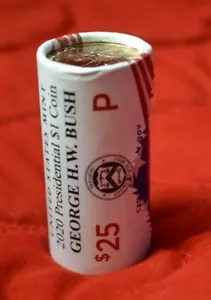 UNITED STATES MINT
2020 Presidential $1 Coin
GEORGE H.W. BUSH
P
$25